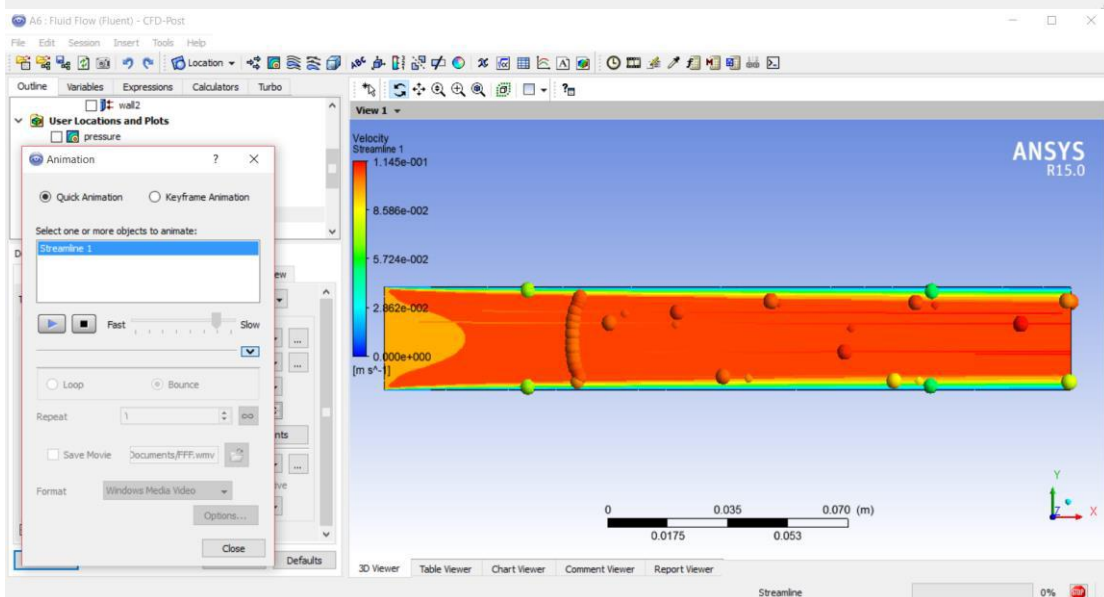 A6 : Fluid Flow (Fluent) - CFD-Post
File Edit Session Insert Tools Help
Location
Outline Variables Expressions Calculators Turbo
wall2
User Locations and Plots
pressure
Animation ? X
Quick Animation Keyframe Animation
Select one or more objects to animate:
Streamline 1
Fast Slow
Loop Bounce
Repeat 1
Save Movie Documents/FFF.wmv
Format Windows Media Video
Options...
Close
Defaults
View 1
Velocity
Streamline 1
1.145e-001
8.586e-002
5.724e-002
2.862e-002
0.000e+000
[m s^-1]
ANSYS
R15.0
0 0.035 0.070 (m)
0.0175 0.053
Y
Z X
3D Viewer Table Viewer Chart Viewer Comment Viewer Report Viewer
Streamline 0% STOP